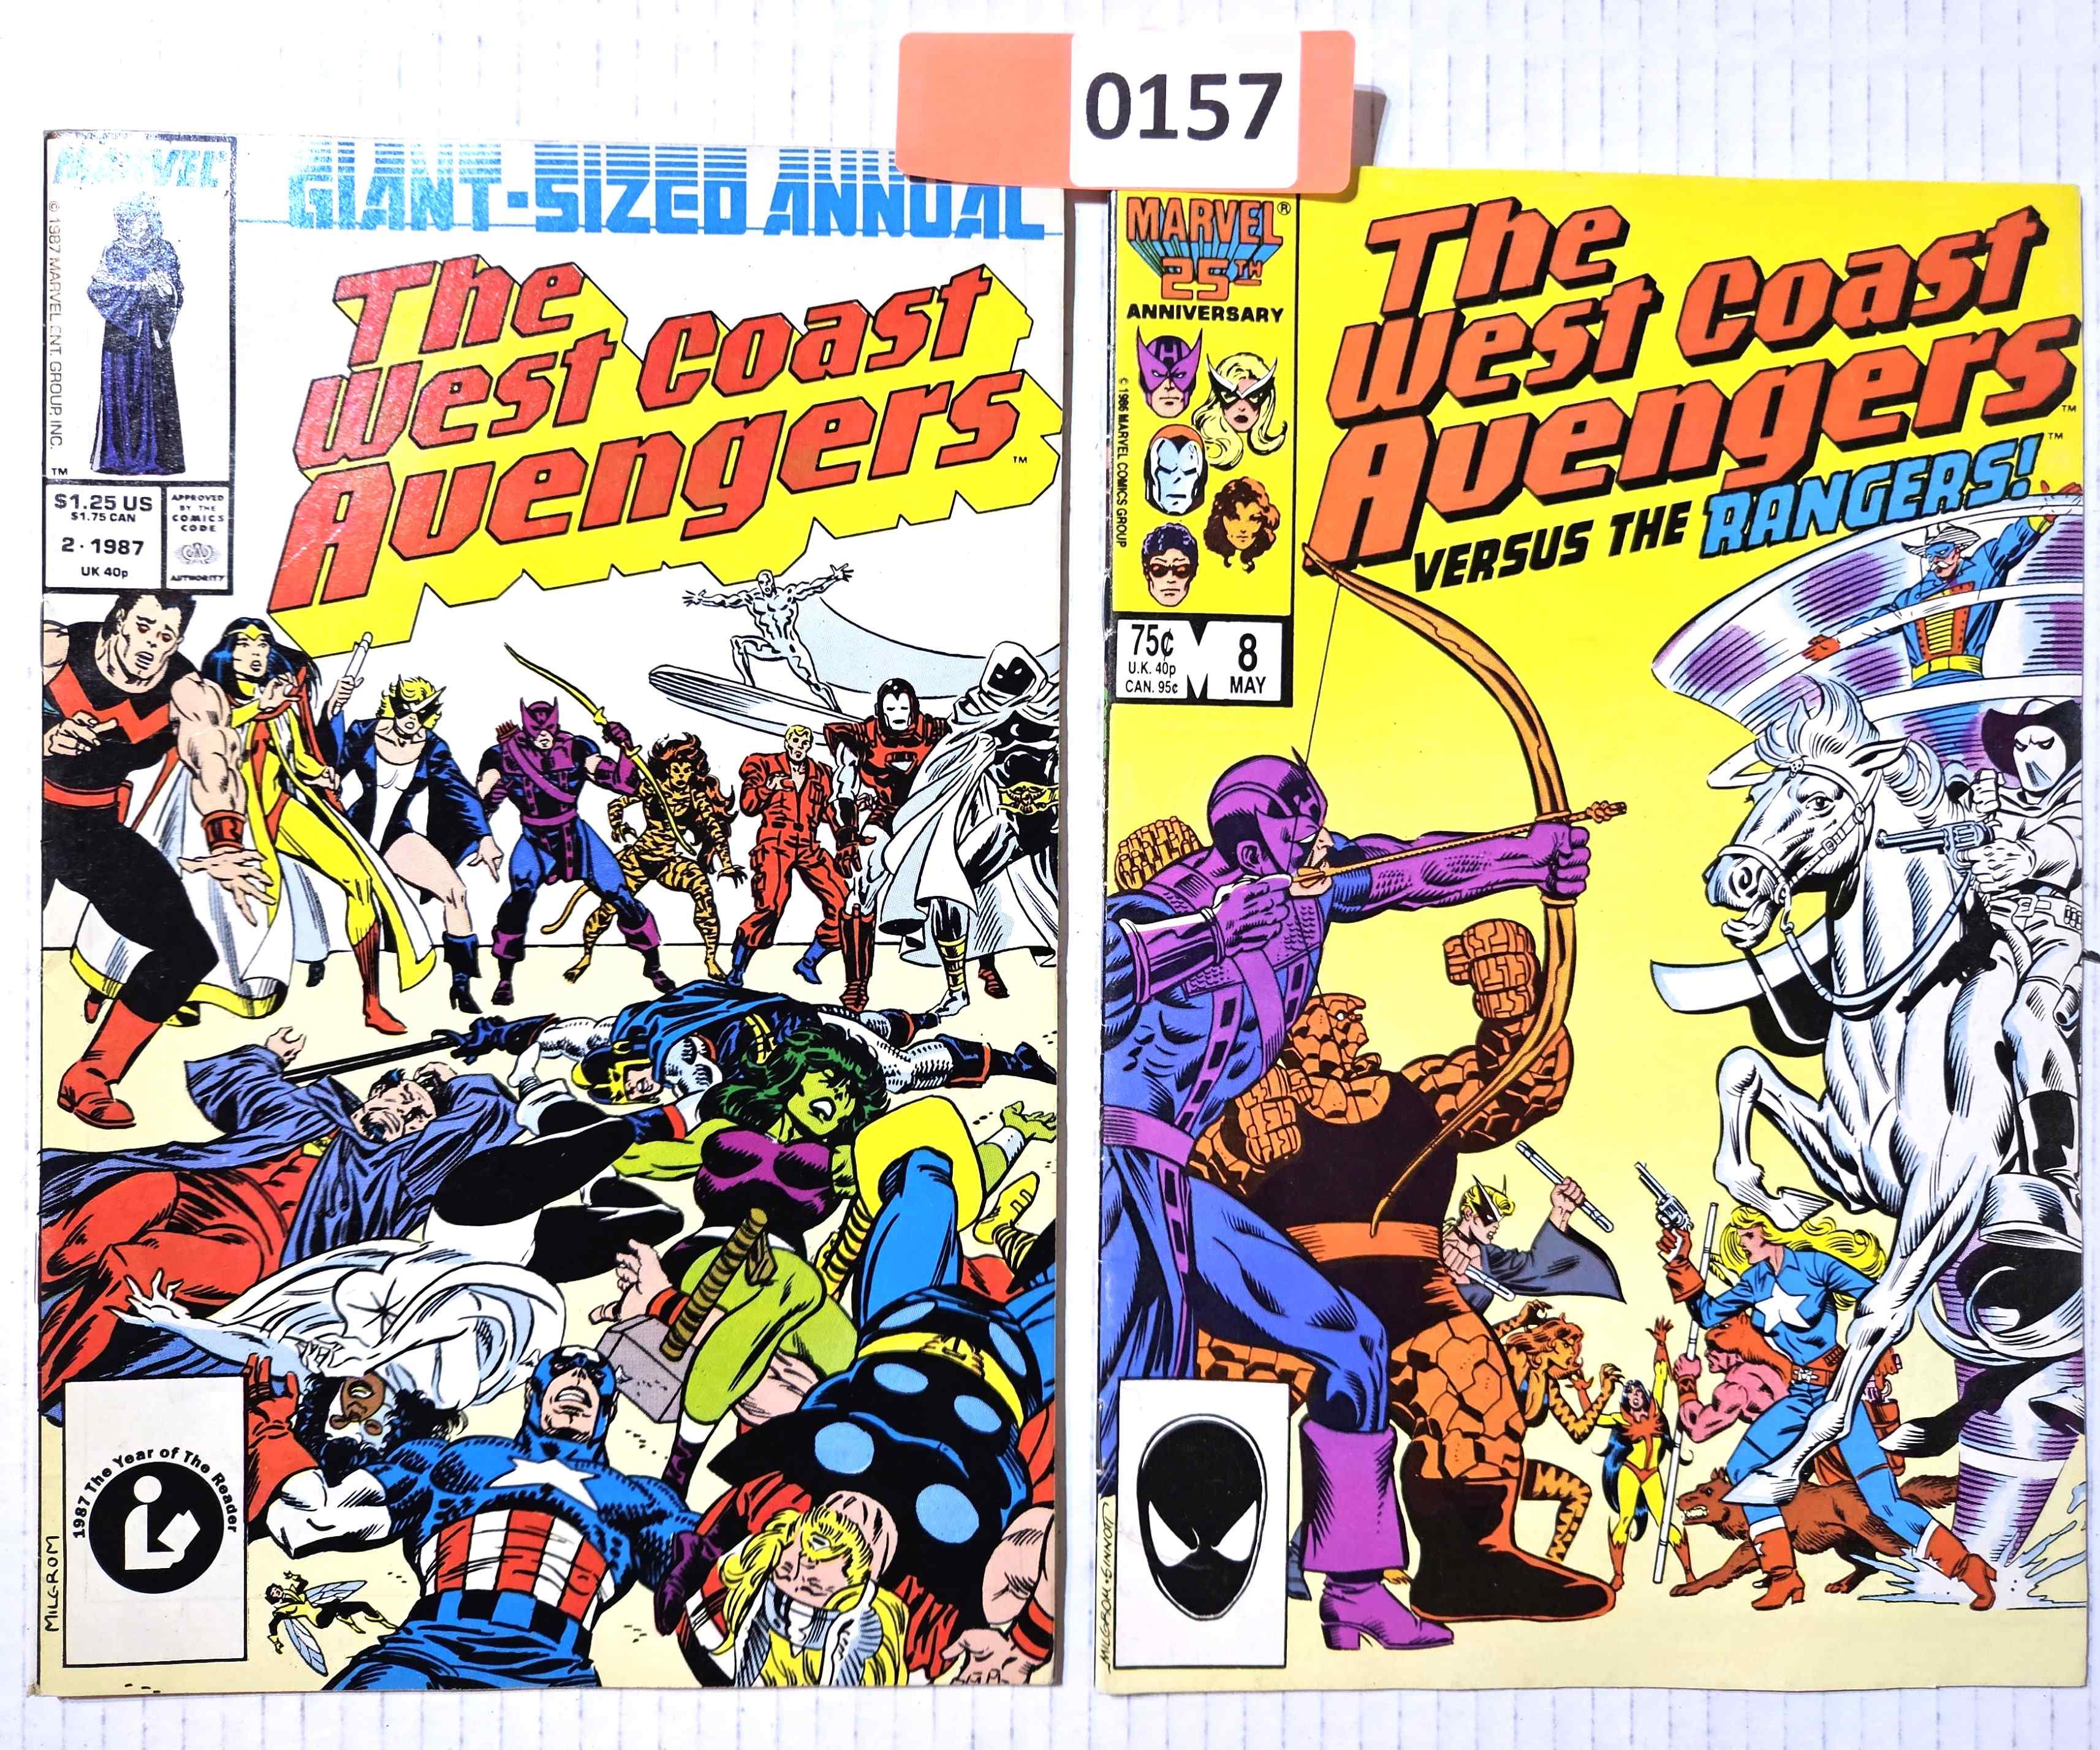 0157
MARVEL
© 1987 MARVEL ENT. GROUP, INC.
TM
$1.25 US
$1.75 CAN
2 · 1987
UK 40p
APPROVED
BY THE
COMICS
CODE
AUTHORITY
GIANT-SIZED ANNUAL
The
West Coast
Avengers
TM
1987 The Year of The Reader
MILGROM
MARVEL®
25TH
ANNIVERSARY
© 1986 MARVEL COMICS GROUP
75¢
U.K. 40p
CAN. 95¢
M
8
MAY
The
West Coast
Avengers
TM
VERSUS THE RANGERS!
TM
MILGROM·SINNOTT